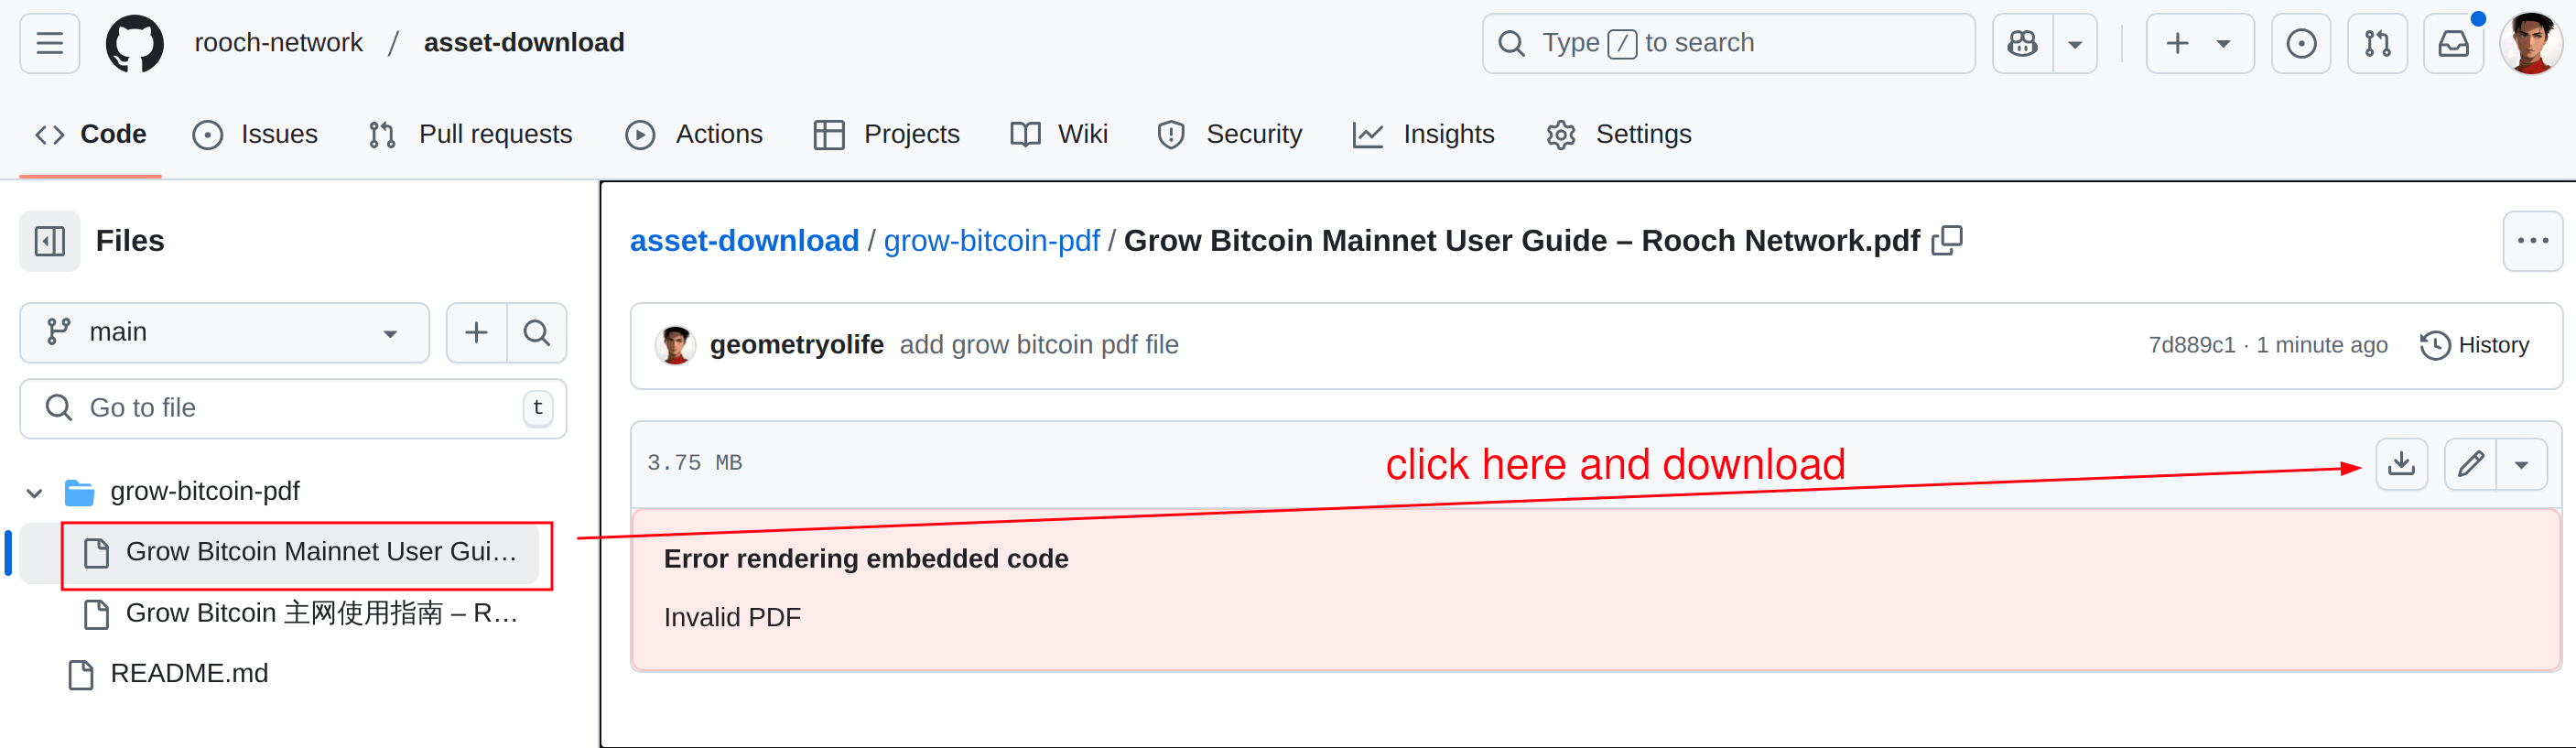 rooch-network / asset-download
Type / to search
Code
Issues
Pull requests
Actions
Projects
Wiki
Security
Insights
Settings
Files
main
Go to file
t
grow-bitcoin-pdf
Grow Bitcoin Mainnet User Gui...
Grow Bitcoin 主网使用指南 – R...
README.md
asset-download / grow-bitcoin-pdf / Grow Bitcoin Mainnet User Guide – Rooch Network.pdf
geometryolife add grow bitcoin pdf file
7d889c1 · 1 minute ago
History
3.75 MB
click here and download
Error rendering embedded code
Invalid PDF